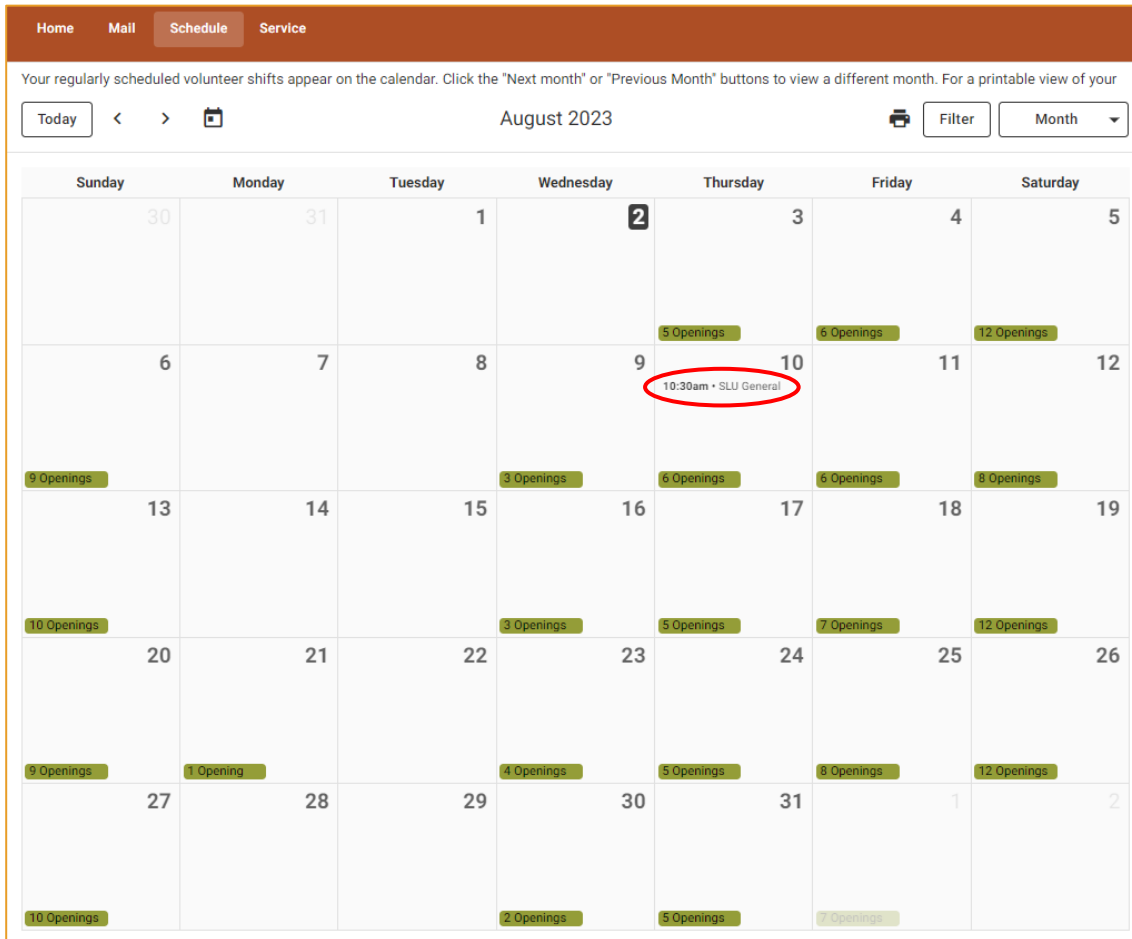 Home Mail Schedule Service
Your regularly scheduled volunteer shifts appear on the calendar. Click the "Next month" or "Previous Month" buttons to view a different month. For a printable view of your
Today August 2023 Filter Month
Sunday Monday Tuesday Wednesday Thursday Friday Saturday
30 31 1 2 3 4 5
5 Openings 6 Openings 12 Openings
6 7 8 9 10 11 12
10:30am • SLU General
9 Openings 3 Openings 6 Openings 6 Openings 8 Openings
13 14 15 16 17 18 19
10 Openings 3 Openings 5 Openings 7 Openings 12 Openings
20 21 22 23 24 25 26
9 Openings 1 Opening 4 Openings 5 Openings 8 Openings 12 Openings
27 28 29 30 31 1 2
10 Openings 2 Openings 5 Openings 7 Openings